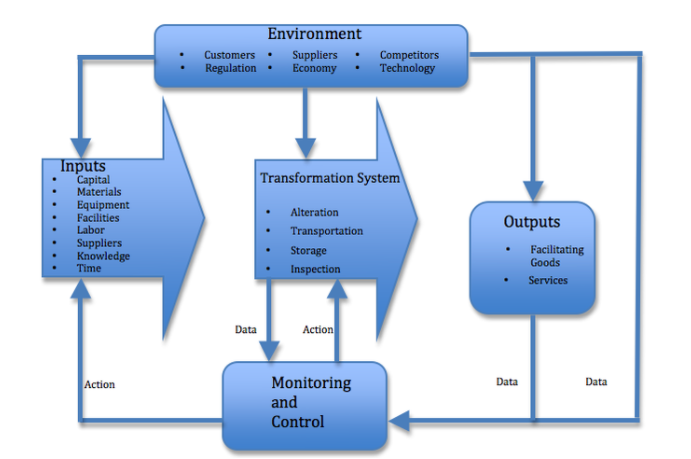 Environment
• Customers • Suppliers • Competitors
• Regulation • Economy • Technology
Inputs
• Capital
• Materials
• Equipment
• Facilities
• Labor
• Suppliers
• Knowledge
• Time
Transformation System
• Alteration
• Transportation
• Storage
• Inspection
Outputs
• Facilitating
Goods
• Services
Data
Action
Action
Data
Data
Monitoring
and
Control